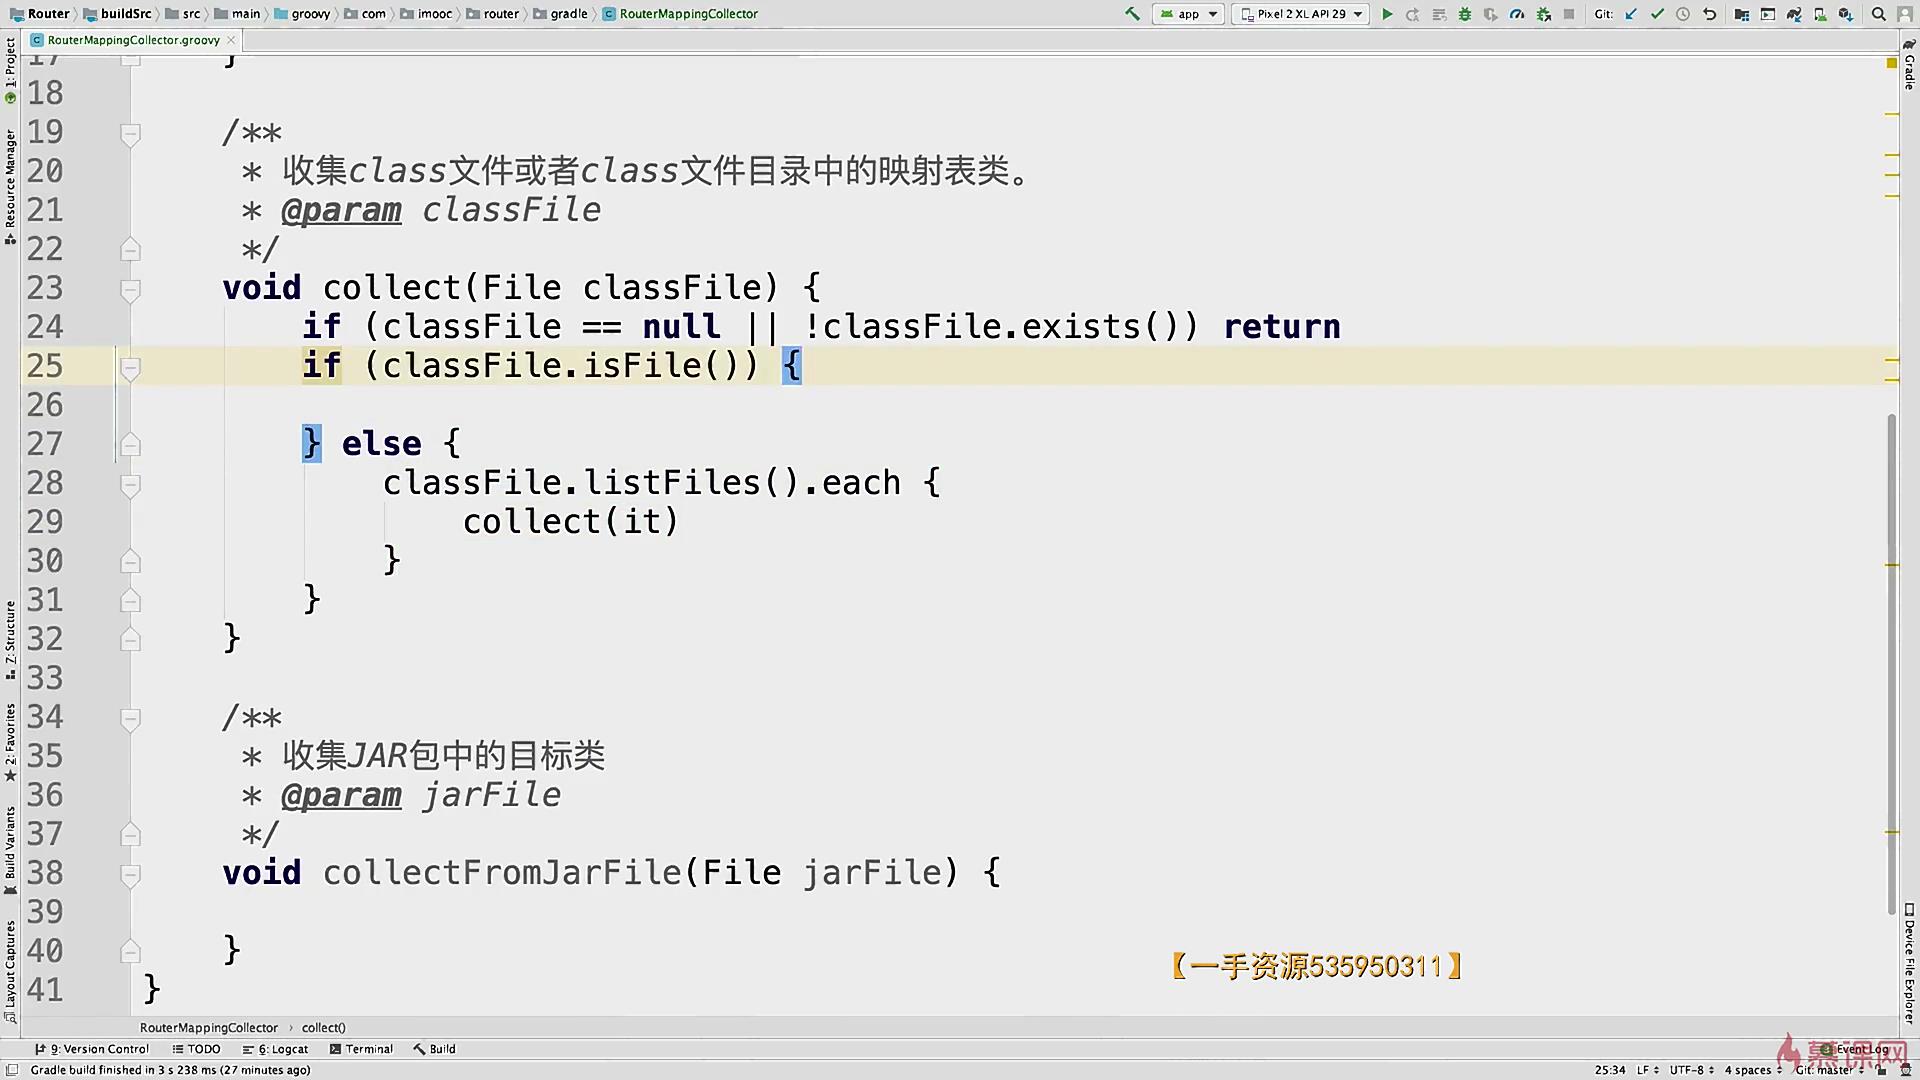 Router buildSrc src main groovy com imooc router gradle RouterMappingCollector app Pixel 2 XL API 29 Git:
RouterMappingCollector.groovy
1: Project
Resource Manager
Z: Structure
2: Favorites
Build Variants
Layout Captures
17 }
18
19 /**
20 * 收集class文件或者class文件目录中的映射表类。
21 * @param classFile
22 */
23 void collect(File classFile) {
24 if (classFile == null || !classFile.exists()) return
25 if (classFile.isFile()) {
26
27 } else {
28 classFile.listFiles().each {
29 collect(it)
30 }
31 }
32 }
33
34 /**
35 * 收集JAR包中的目标类
36 * @param jarFile
37 */
38 void collectFromJarFile(File jarFile) {
39
40 }
41 }
【一手资源535950311】
Gradle
Device File Explorer
RouterMappingCollector › collect()
9: Version Control TODO 6: Logcat Terminal Build Event Log
慕课网
Gradle build finished in 3 s 238 ms (27 minutes ago) 25:34 LF UTF-8 4 spaces Git: master